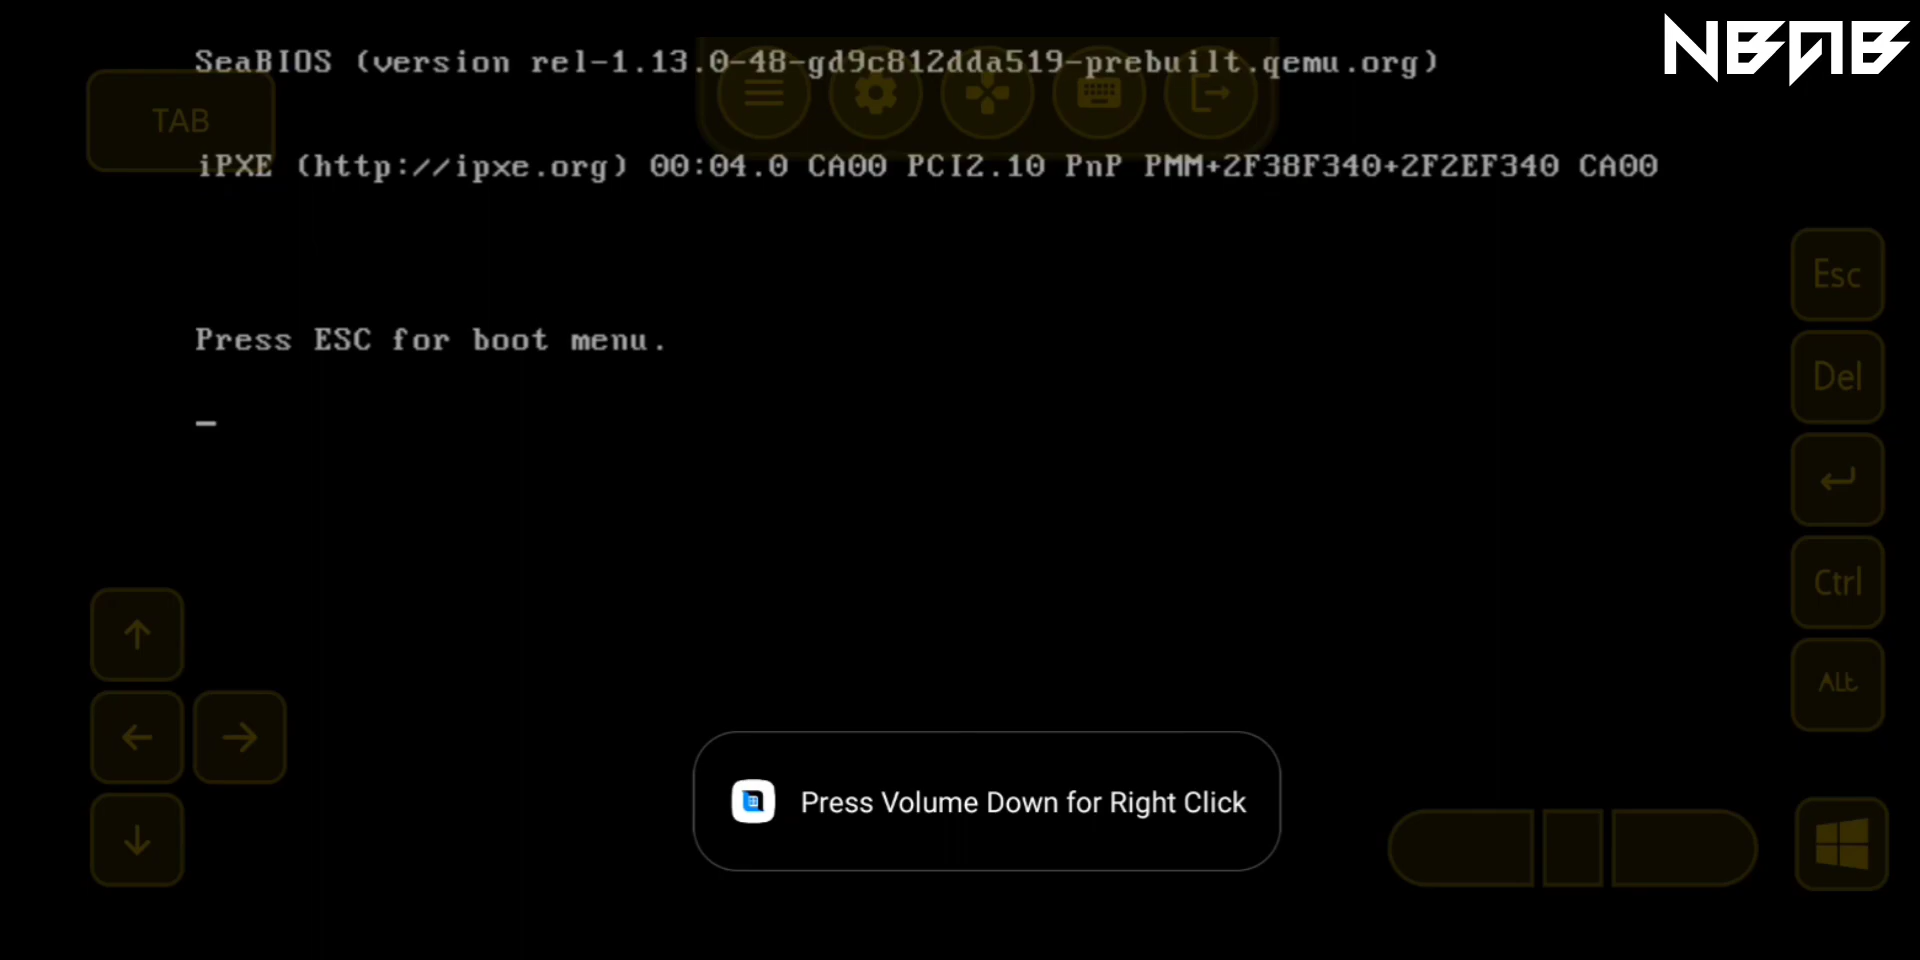 SeaBIOS (version rel-1.13.0-48-gd9c812dda519-prebuilt.qemu.org)
NBAB
TAB
iPXE (http://ipxe.org) 00:04.0 CA00 PCI2.10 PnP PMM+2F38F340+2F2EF340 CA00
Esc
Press ESC for boot menu.
Del
Ctrl
ALt
Press Volume Down for Right Click